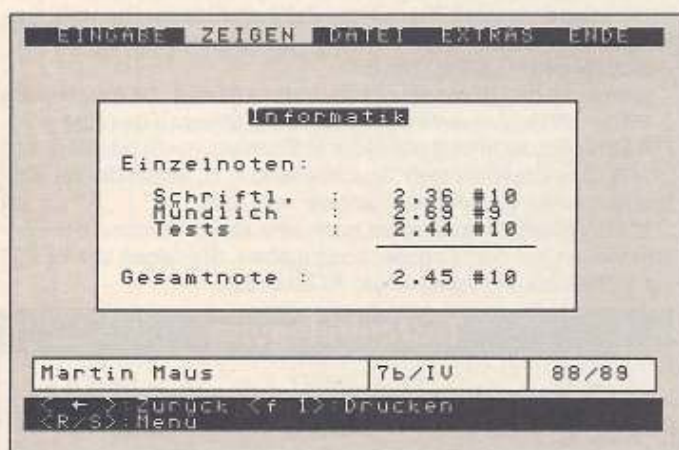 EINGABE ZEIGEN DATEI EXTRAS ENDE
Informatik
Einzelnoten:
Schriftl. : 2.36 #10
Mündlich : 2.69 #9
Tests : 2.44 #10
Gesamtnote : 2.45 #10
Martin Maus 7b/IV 88/89
< ← >:Zurück <f 1>:Drucken
<R/S>:Menü